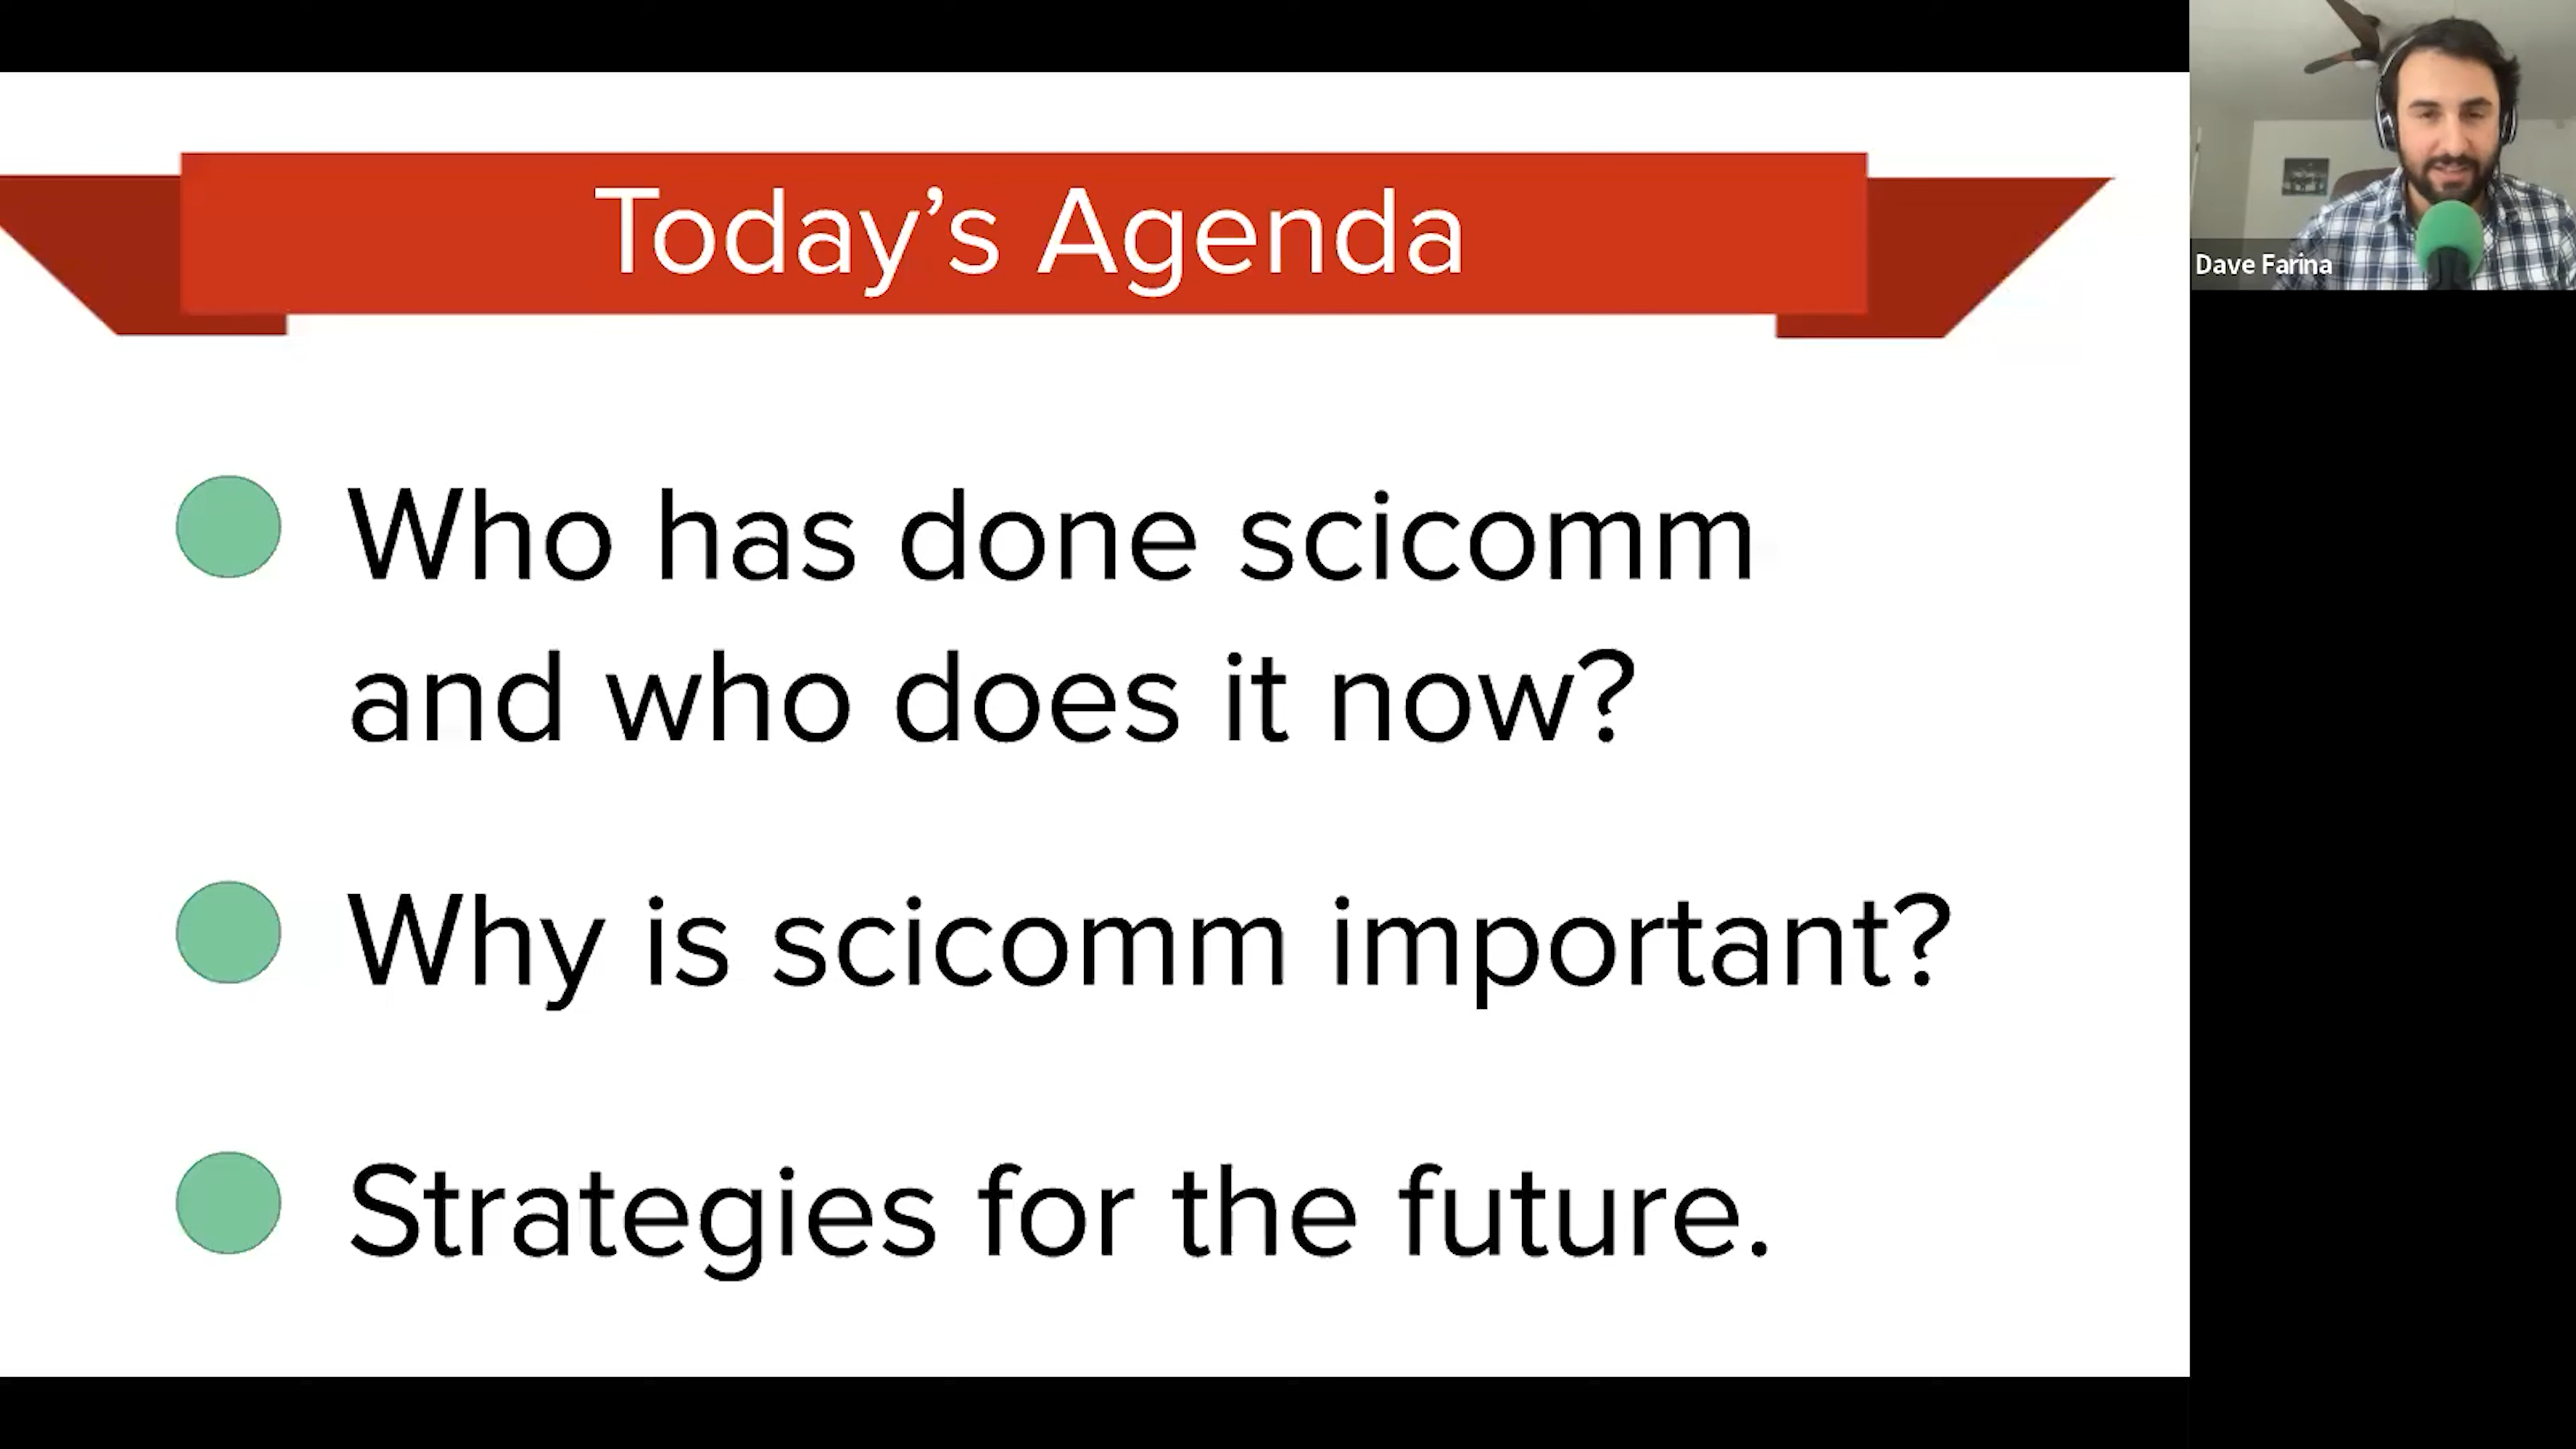 Today’s Agenda
Who has done scicomm
and who does it now?
Why is scicomm important?
Strategies for the future.
Dave Farina